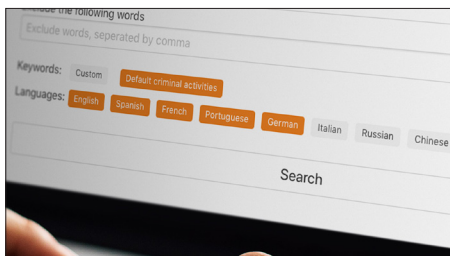 Exclude the following words
Exclude words, seperated by comma
Keywords: Custom Default criminal activities
Languages: English Spanish French Portuguese German Italian Russian Chinese
Search